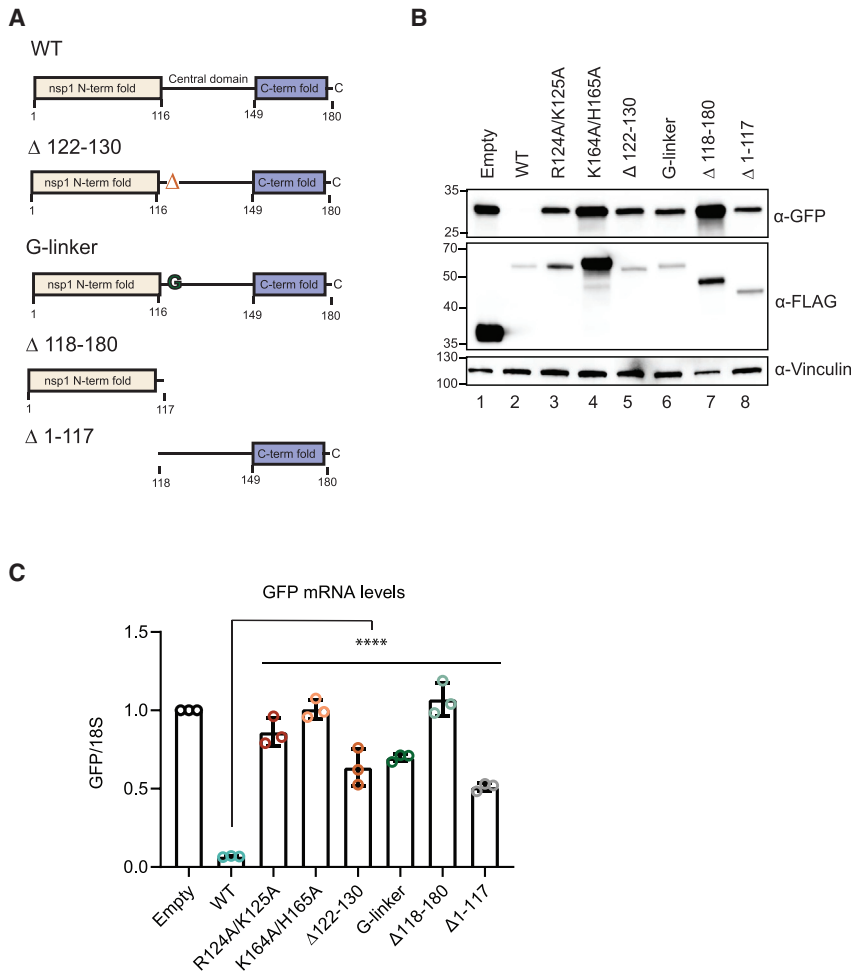 A
WT
nsp1 N-term fold Central domain C-term fold C
1 116 149 180
Δ 122-130
nsp1 N-term fold Δ C-term fold C
1 116 149 180
G-linker
nsp1 N-term fold G C-term fold C
1 116 149 180
Δ 118-180
nsp1 N-term fold
1 117
Δ 1-117
C-term fold C
118 149 180
B
Empty WT R124A/K125A K164A/H165A Δ 122-130 G-linker Δ 118-180 Δ 1-117
35
25
α-GFP
70
50
40
35
α-FLAG
130
100
α-Vinculin
1 2 3 4 5 6 7 8
C
GFP mRNA levels
****
GFP/18S
1.5
1.0
0.5
0.0
Empty WT R124A/K125A K164A/H165A Δ122-130 G-linker Δ118-180 Δ1-117